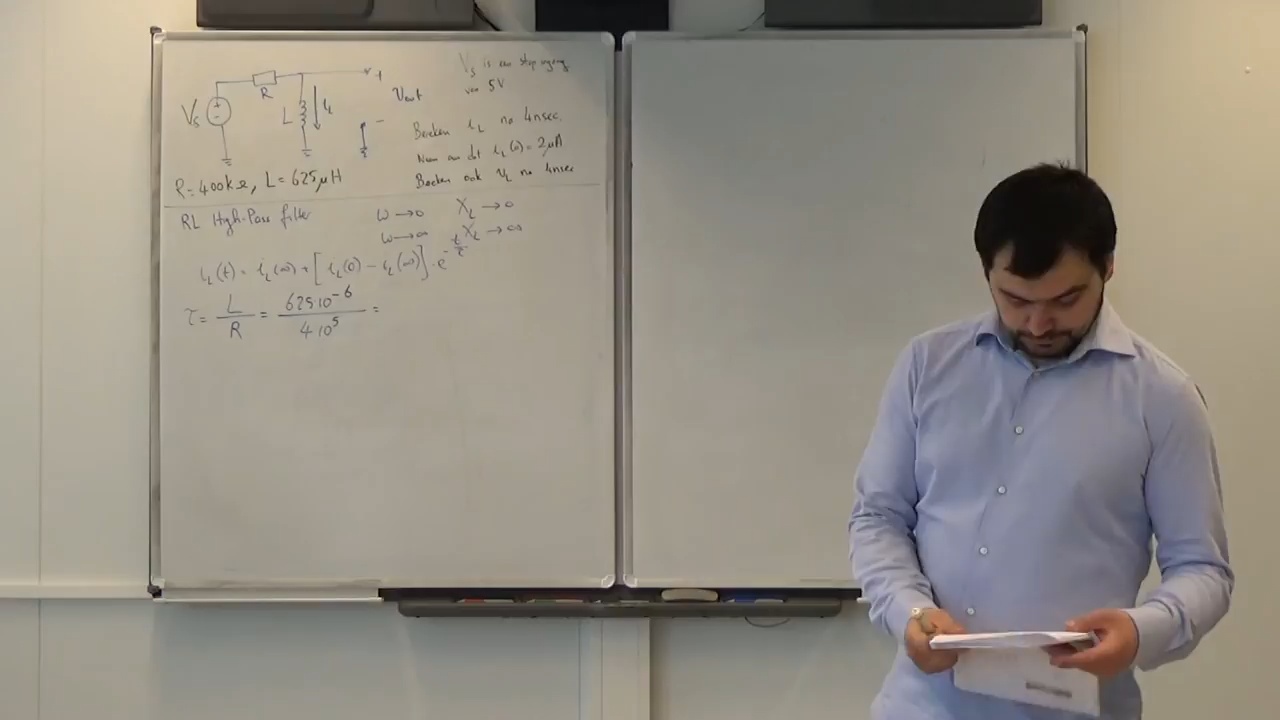 Vs is een stap ingang
van 5V
R
+
Vs
+
-
L
iL
Vout
-
Bereken iL na 4nsec.
Neem aan dat iL(0) = 2μA
Bereken ook VL na 4nsec
R=400kΩ, L=625μH
RL High-Pass filter
ω→0 XL→0
ω→∞ XL→∞
iL(t) = iL(∞) + [iL(0) - iL(∞)]·e^-t/τ
τ = L/R = 625 10^-6 / 4 10^5 =